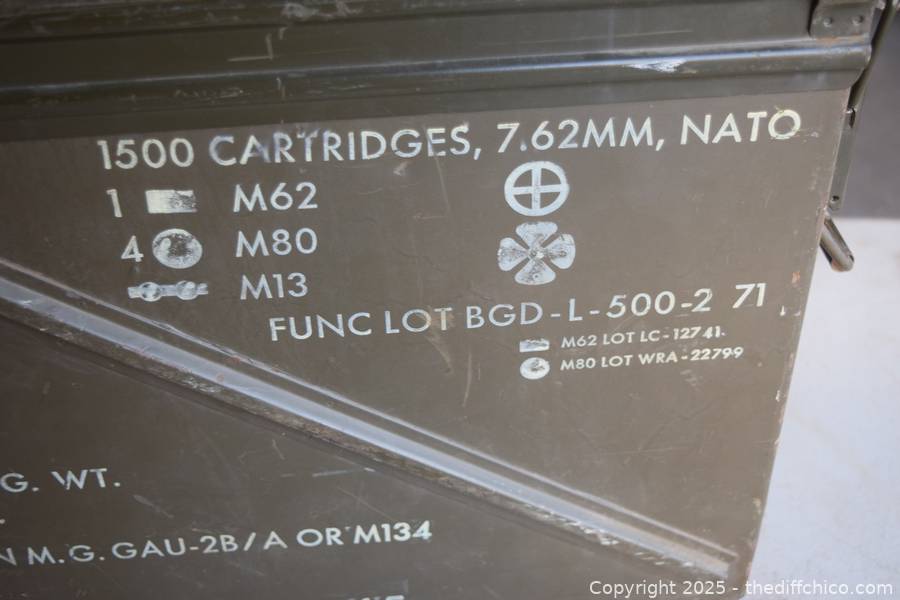 1500 CARTRIDGES, 7.62MM, NATO
1 M62
4 M80
M13
FUNC LOT BGD-L-500-2 71
M62 LOT LC-12741
M80 LOT WRA-22799
G. WT.
N M.G. GAU-2B/A OR M134
Copyright 2025 - thediffchico.com